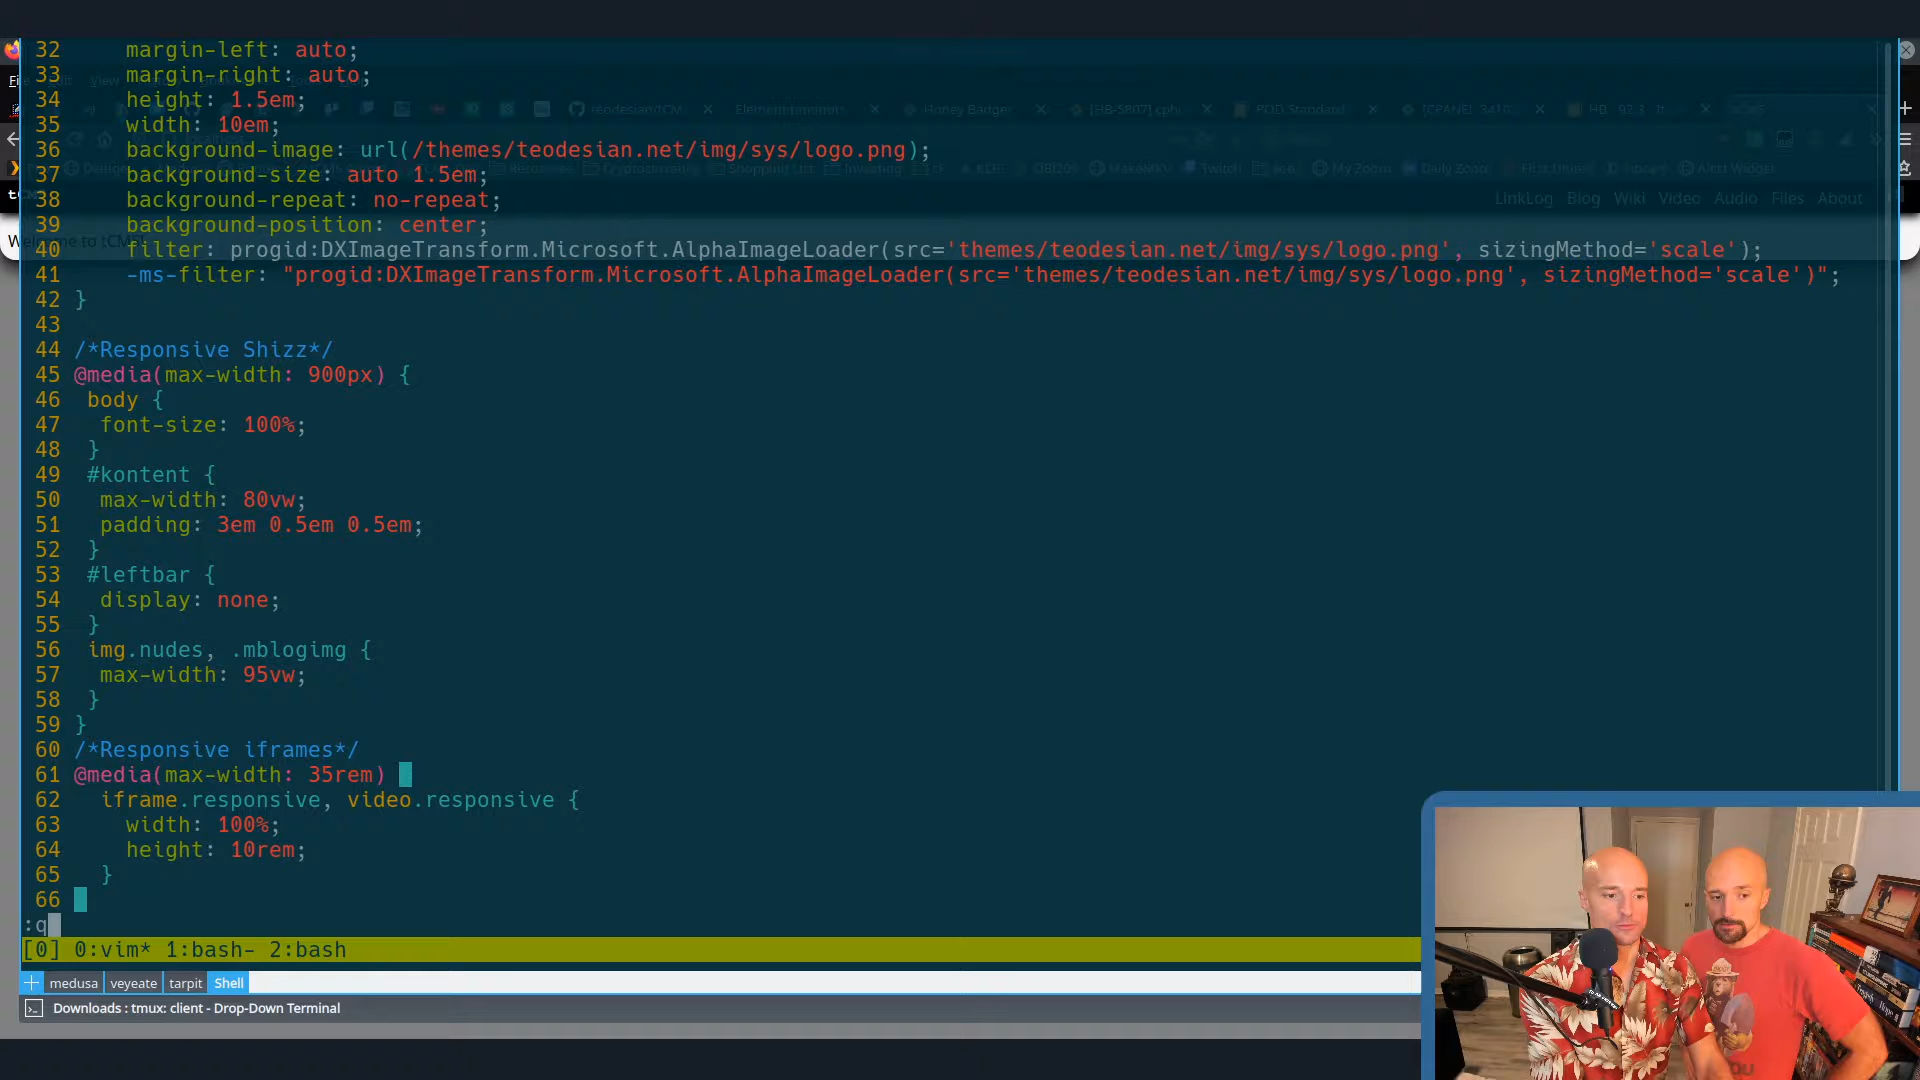 32 margin-left: auto;
33 margin-right: auto;
34 height: 1.5em;
35 width: 10em;
36 background-image: url(/themes/teodesian.net/img/sys/logo.png);
37 background-size: auto 1.5em;
38 background-repeat: no-repeat;
39 background-position: center;
LinkLog Blog Wiki Video Audio Files About
40 filter: progid:DXImageTransform.Microsoft.AlphaImageLoader(src='themes/teodesian.net/img/sys/logo.png', sizingMethod='scale');
41 -ms-filter: "progid:DXImageTransform.Microsoft.AlphaImageLoader(src='themes/teodesian.net/img/sys/logo.png', sizingMethod='scale')";
42 }
43
44 /*Responsive Shizz*/
45 @media(max-width: 900px) {
46 body {
47 font-size: 100%;
48 }
49 #kontent {
50 max-width: 80vw;
51 padding: 3em 0.5em 0.5em;
52 }
53 #leftbar {
54 display: none;
55 }
56 img.nudes, .mblogimg {
57 max-width: 95vw;
58 }
59 }
60 /*Responsive iframes*/
61 @media(max-width: 35rem)
62 iframe.responsive, video.responsive {
63 width: 100%;
64 height: 10rem;
65 }
66
:q
[0] 0:vim* 1:bash- 2:bash
medusa veyeate tarpit Shell
Downloads : tmux: client - Drop-Down Terminal